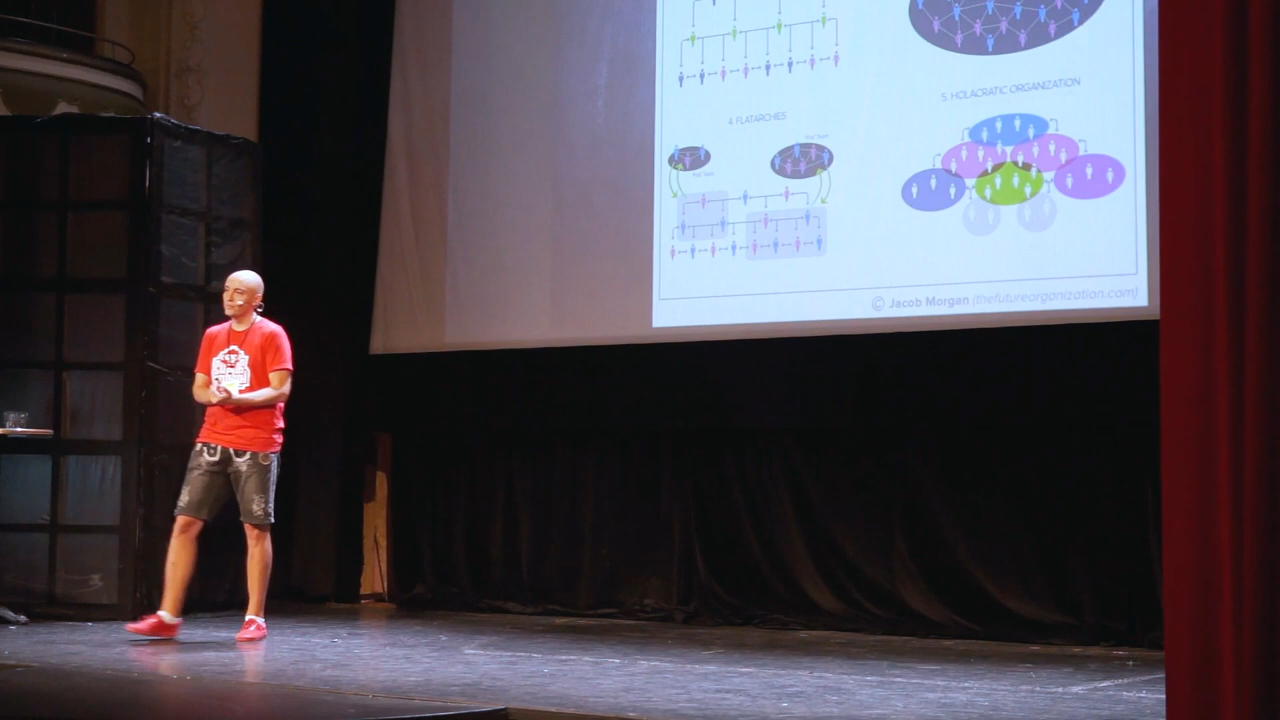 5. HOLACRATIC ORGANIZATION
4. FLATARCHIES
© Jacob Morgan (thefutureorganization.com)